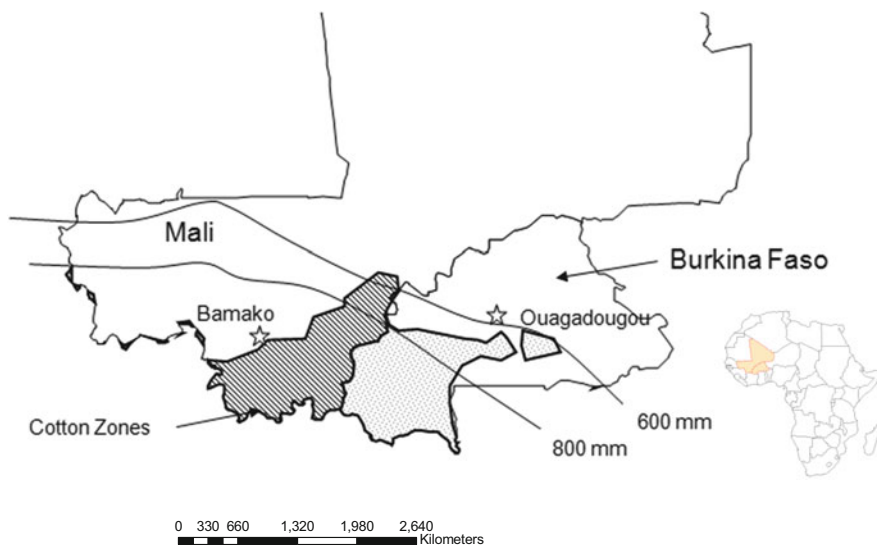 Mali
Burkina Faso
Bamako
Ouagadougou
Cotton Zones
600 mm
800 mm
0 330 660 1,320 1,980 2,640
Kilometers